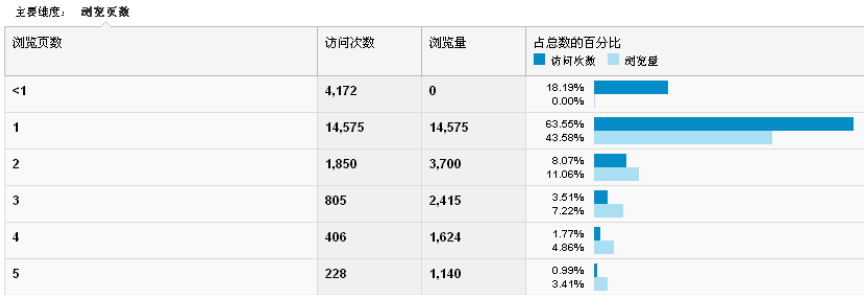 主要维度： 浏览页数
浏览页数 访问次数 浏览量 占总数的百分比
访问次数 浏览量
<1 4,172 0 18.19%
0.00%
1 14,575 14,575 63.55%
43.58%
2 1,850 3,700 8.07%
11.06%
3 805 2,415 3.51%
7.22%
4 406 1,624 1.77%
4.86%
5 228 1,140 0.99%
3.41%